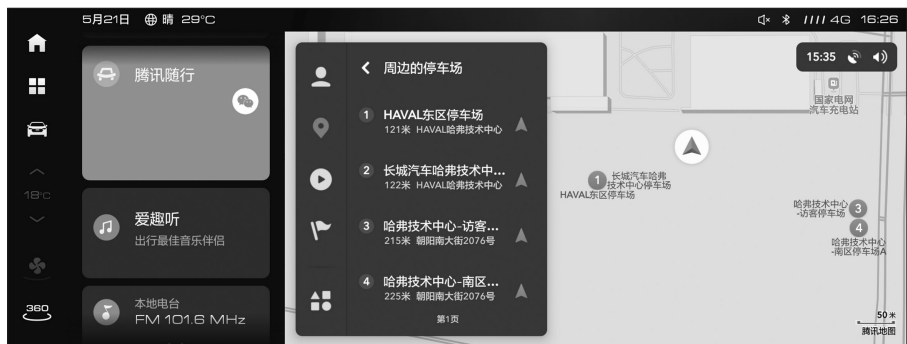 5月21日 晴 29°C
4G 16:26
腾讯随行
18°C
爱趣听
出行最佳音乐伴侣
360
本地电台
FM 101.6 MHz
周边的停车场
1 HAVAL东区停车场
121米 HAVAL哈弗技术中心
2 长城汽车哈弗技术中...
122米 HAVAL哈弗技术中心
3 哈弗技术中心-访客...
215米 朝阳南大街2076号
4 哈弗技术中心-南区...
225米 朝阳南大街2076号
第1页
15:35
国家电网
汽车充电站
1
长城汽车哈弗
技术中心停车场
HAVAL东区停车场
哈弗技术中心
-访客停车场
3
4
哈弗技术中心
-南区停车场A
50米
腾讯地图